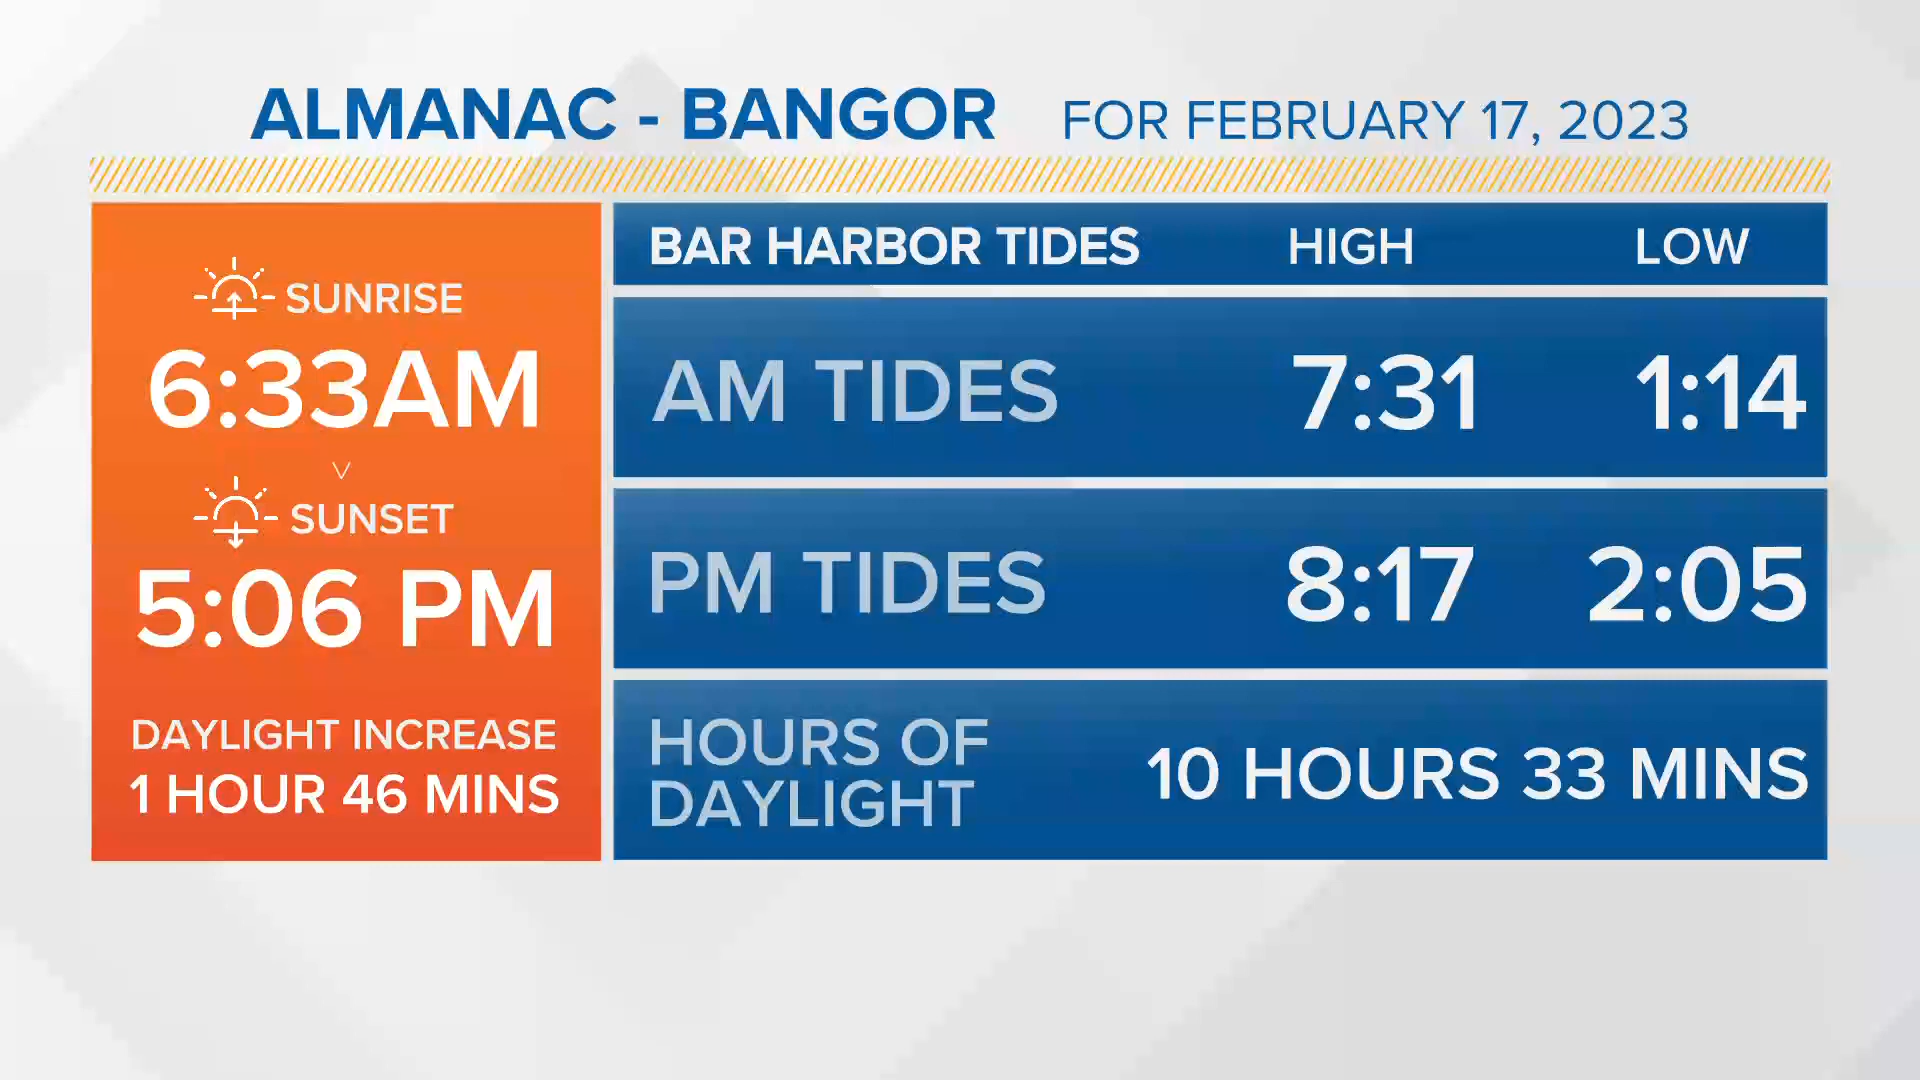 ALMANAC - BANGOR FOR FEBRUARY 17, 2023
SUNRISE
6:33AM
SUNSET
5:06 PM
DAYLIGHT INCREASE
1 HOUR 46 MINS
BAR HARBOR TIDES HIGH LOW
AM TIDES 7:31 1:14
PM TIDES 8:17 2:05
HOURS OF
DAYLIGHT
10 HOURS 33 MINS